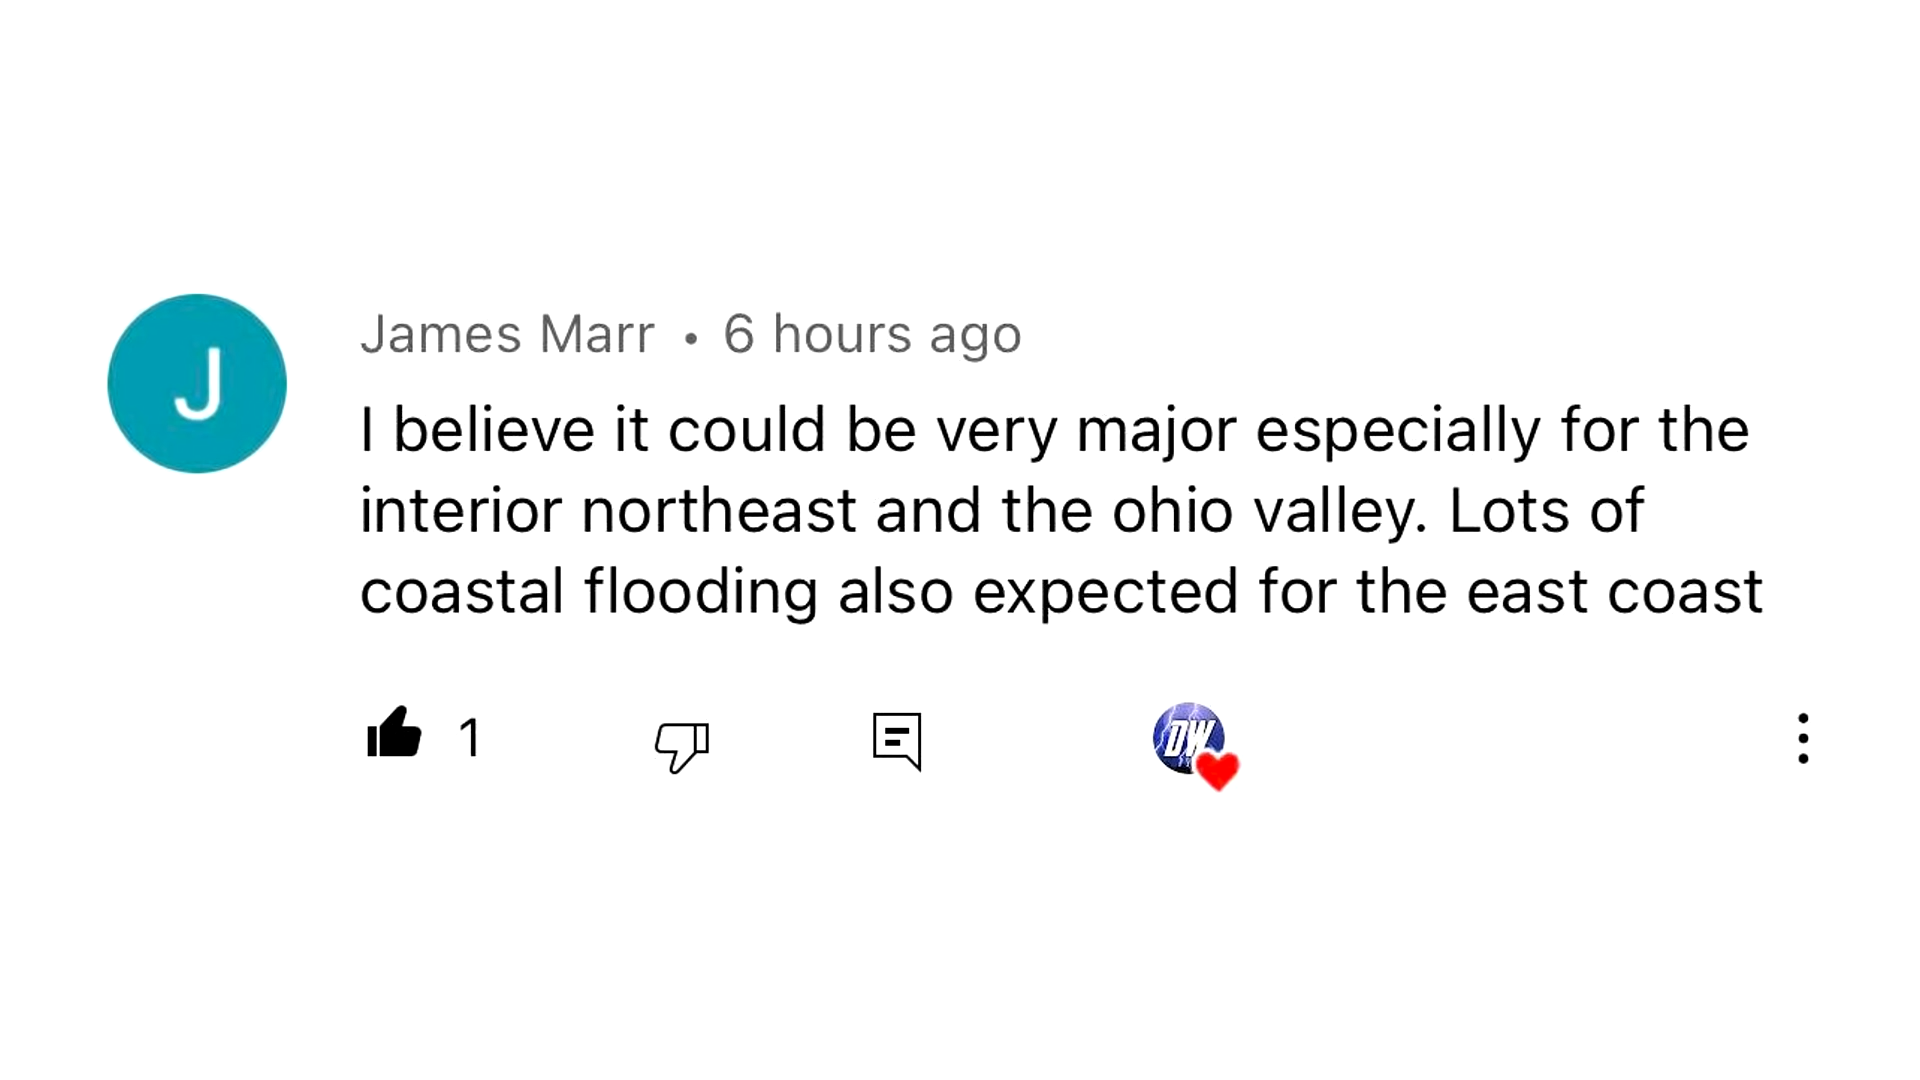 J
James Marr • 6 hours ago
I believe it could be very major especially for the
interior northeast and the ohio valley. Lots of
coastal flooding also expected for the east coast
1
DW